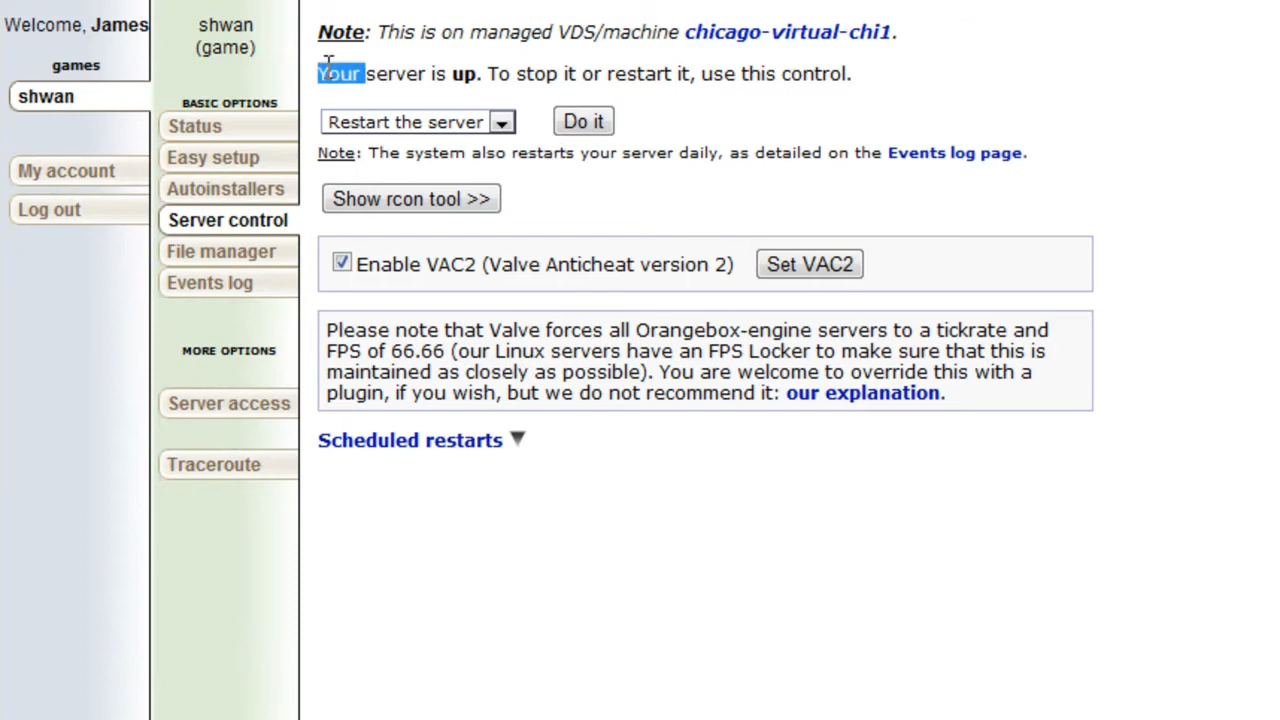 Welcome, James
games
shwan
My account
Log out
shwan
(game)
BASIC OPTIONS
Status
Easy setup
Autoinstallers
Server control
File manager
Events log
MORE OPTIONS
Server access
Traceroute
Note: This is on managed VDS/machine chicago-virtual-chi1.
Your server is up. To stop it or restart it, use this control.
Restart the server
Do it
Note: The system also restarts your server daily, as detailed on the Events log page.
Show rcon tool >>
Enable VAC2 (Valve Anticheat version 2)
Set VAC2
Please note that Valve forces all Orangebox-engine servers to a tickrate and
FPS of 66.66 (our Linux servers have an FPS Locker to make sure that this is
maintained as closely as possible). You are welcome to override this with a
plugin, if you wish, but we do not recommend it: our explanation.
Scheduled restarts